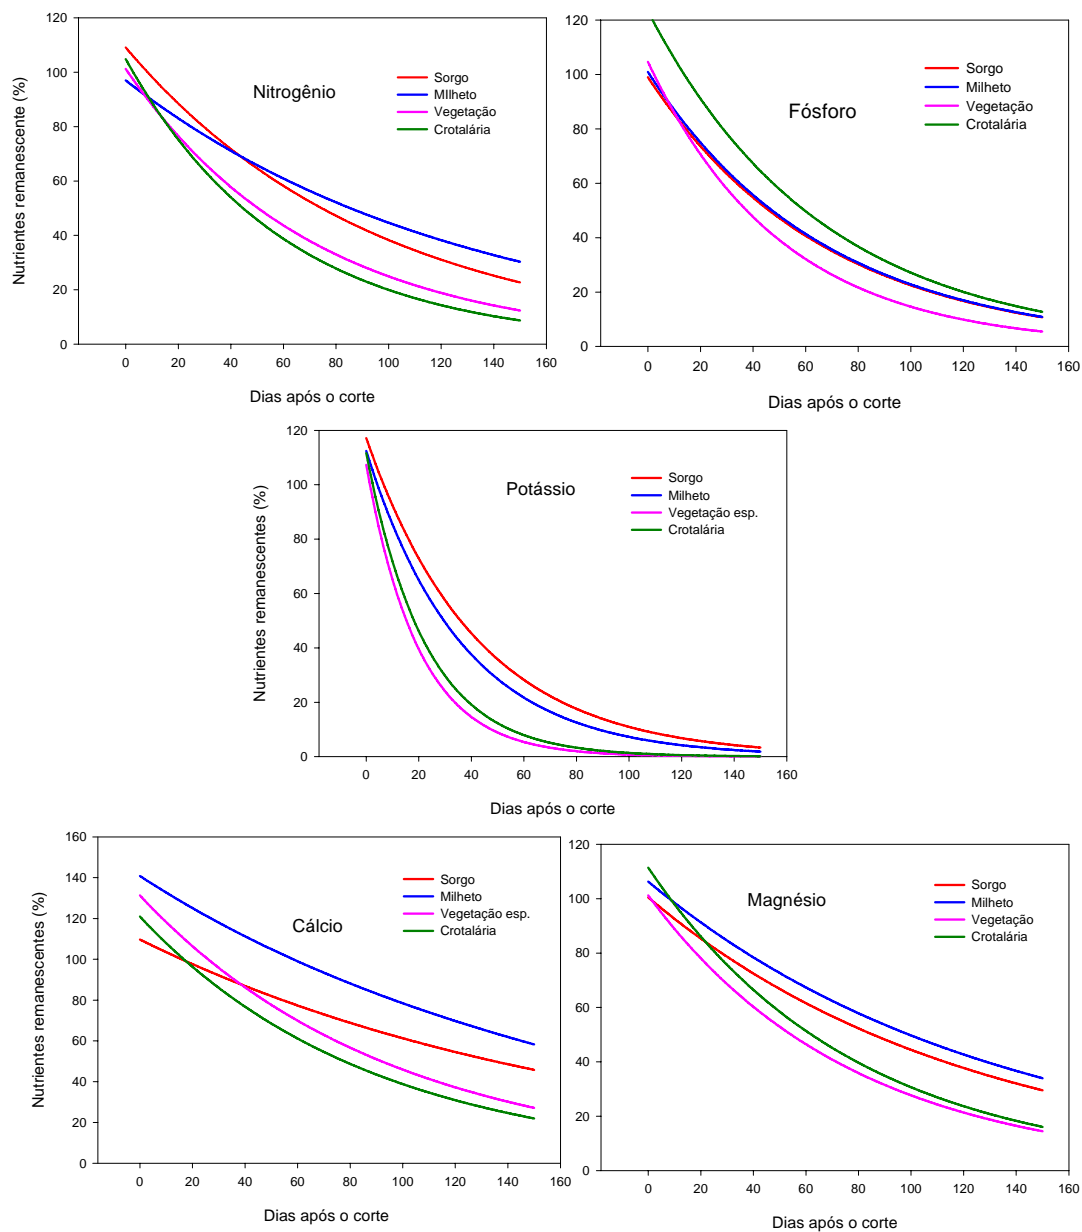 Nutrientes remanescente (%)
120
100
80
60
40
20
0
Nitrogênio
Sorgo
MIlheto
Vegetação
Crotalária
0 20 40 60 80 100 120 140 160
Dias após o corte
120
100
80
60
40
20
0
Fósforo
Sorgo
Milheto
Vegetação
Crotalária
0 20 40 60 80 100 120 140 160
Dias após o corte
Nutrientes remanescentes (%)
120
100
80
60
40
20
0
Potássio
Sorgo
Milheto
Vegetação esp.
Crotalária
0 20 40 60 80 100 120 140 160
Dias após o corte
Nutrientes remanescentes (%)
160
140
120
100
80
60
40
20
0
Cálcio
Sorgo
Milheto
Vegetação esp.
Crotalária
0 20 40 60 80 100 120 140 160
Dias após o corte
120
100
80
60
40
20
0
Magnésio
Sorgo
Milheto
Vegetação
Crotalária
0 20 40 60 80 100 120 140 160
Dias após o corte